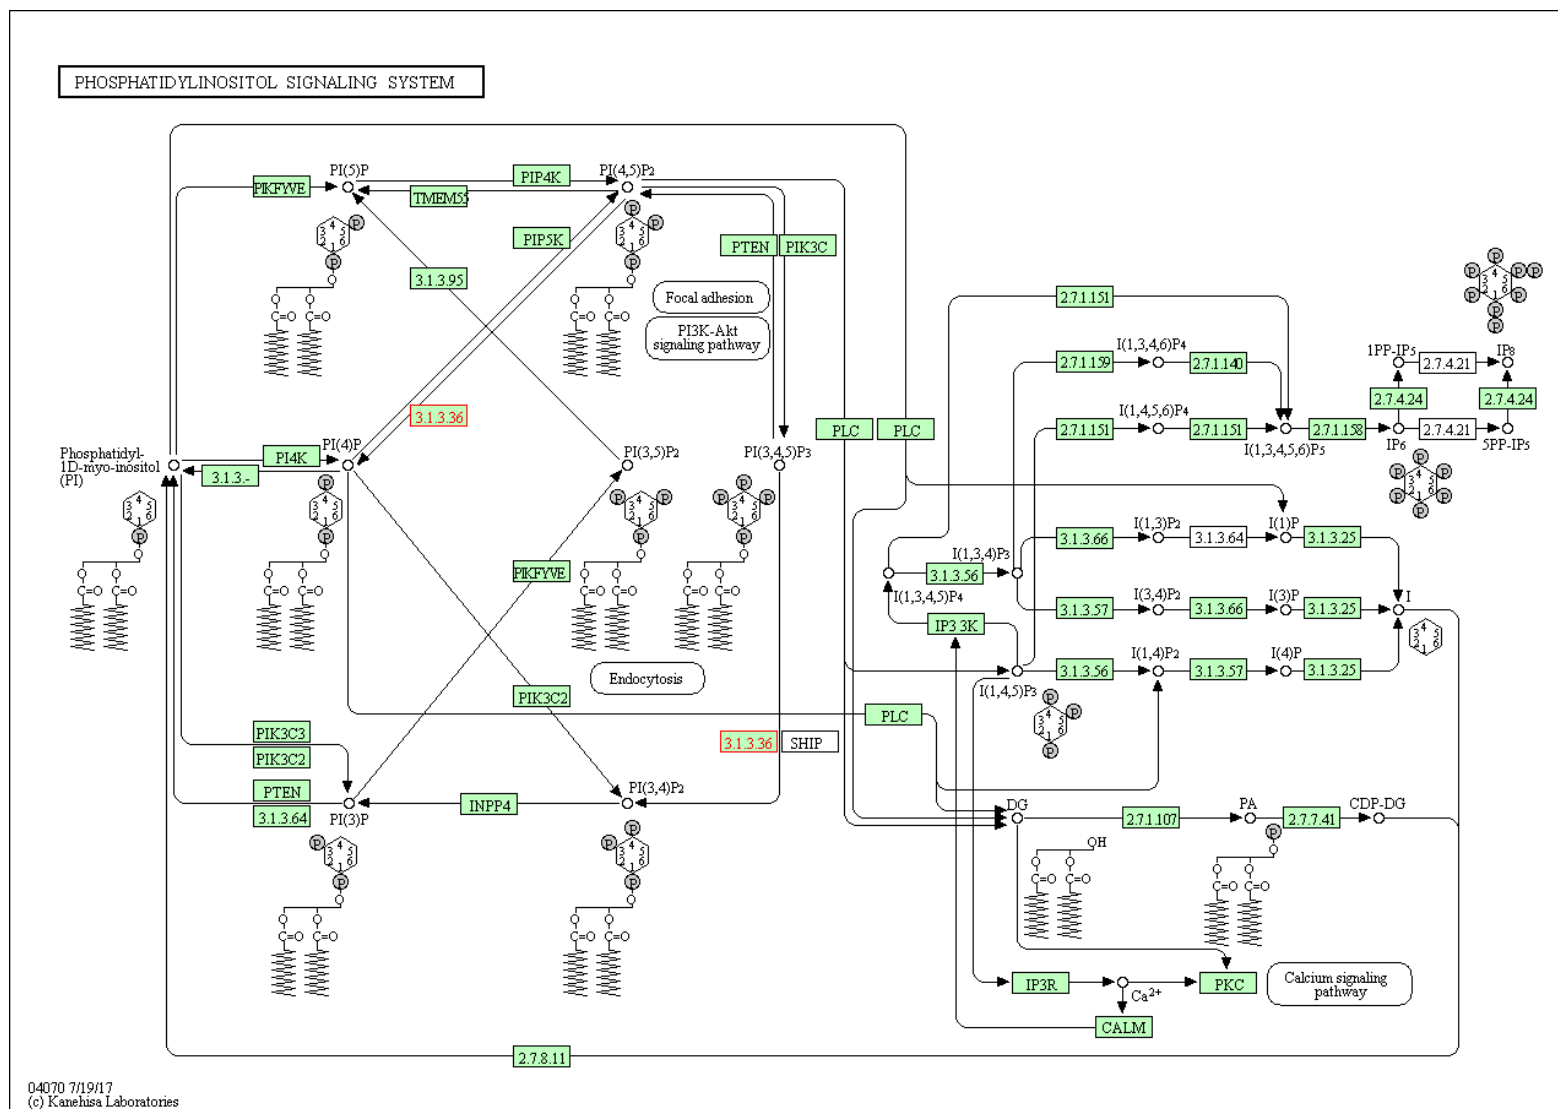 PHOSPHATIDYLINOSITOL SIGNALING SYSTEM
PI(5)P
PI(4,5)P2
PIKFYVE
PIP4K
TMEM55
PIP5K
PTEN
PIK3C
3.1.3.95
Focal adhesion
PI3K-Akt
signaling pathway
2.7.1.151
I(1,3,4,6)P4
2.7.1.159
2.7.1.140
1PP-IP5
2.7.4.21
IP8
2.7.4.24
2.7.4.24
3.1.3.36
PLC
PLC
I(1,4,5,6)P4
2.7.1.151
2.7.1.151
2.7.1.158
2.7.4.21
I(1,3,4,5,6)P5
IP6
5PP-IP5
Phosphatidyl-
1D-myo-inositol
(PI)
PI4K
PI(4)P
3.1.3.-
PI(3,5)P2
PI(3,4,5)P3
I(1,3)P2
I(1)P
3.1.3.66
3.1.3.64
3.1.3.25
I(1,3,4)P3
3.1.3.56
PIKFYVE
I(1,3,4,5)P4
I(3,4)P2
I(3)P
I
3.1.3.57
3.1.3.66
3.1.3.25
IP3 3K
I(1,4)P2
I(4)P
3.1.3.56
3.1.3.57
3.1.3.25
I(1,4,5)P3
Endocytosis
PIK3C2
PLC
PIK3C3
PIK3C2
3.1.3.36
SHIP
PTEN
3.1.3.64
PI(3)P
INPP4
PI(3,4)P2
DG
2.7.1.107
PA
2.7.7.41
CDP-DG
OH
IP3R
Ca2+
PKC
Calcium signaling
pathway
CALM
2.7.8.11
04070 7/19/17
(c) Kanehisa Laboratories